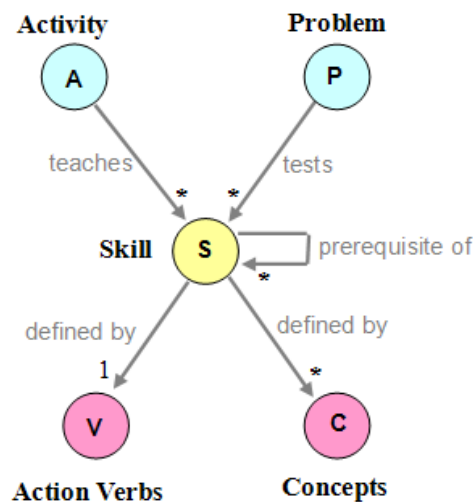 Activity
Problem
A
P
teaches
tests
*
*
Skill
S
prerequisite of
*
defined by
defined by
1
*
V
C
Action Verbs
Concepts